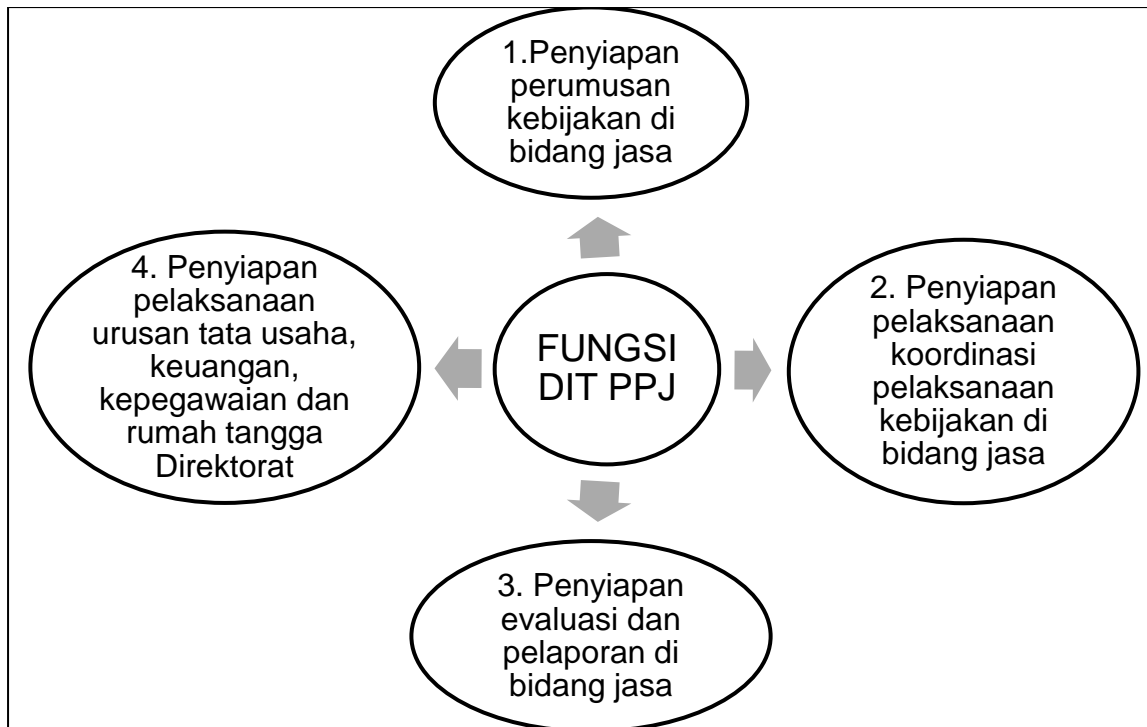 1.Penyiapan
perumusan
kebijakan di
bidang jasa
FUNGSI
DIT PPJ
2. Penyiapan
pelaksanaan
koordinasi
pelaksanaan
kebijakan di
bidang jasa
3. Penyiapan
evaluasi dan
pelaporan di
bidang jasa
4. Penyiapan
pelaksanaan
urusan tata usaha,
keuangan,
kepegawaian dan
rumah tangga
Direktorat